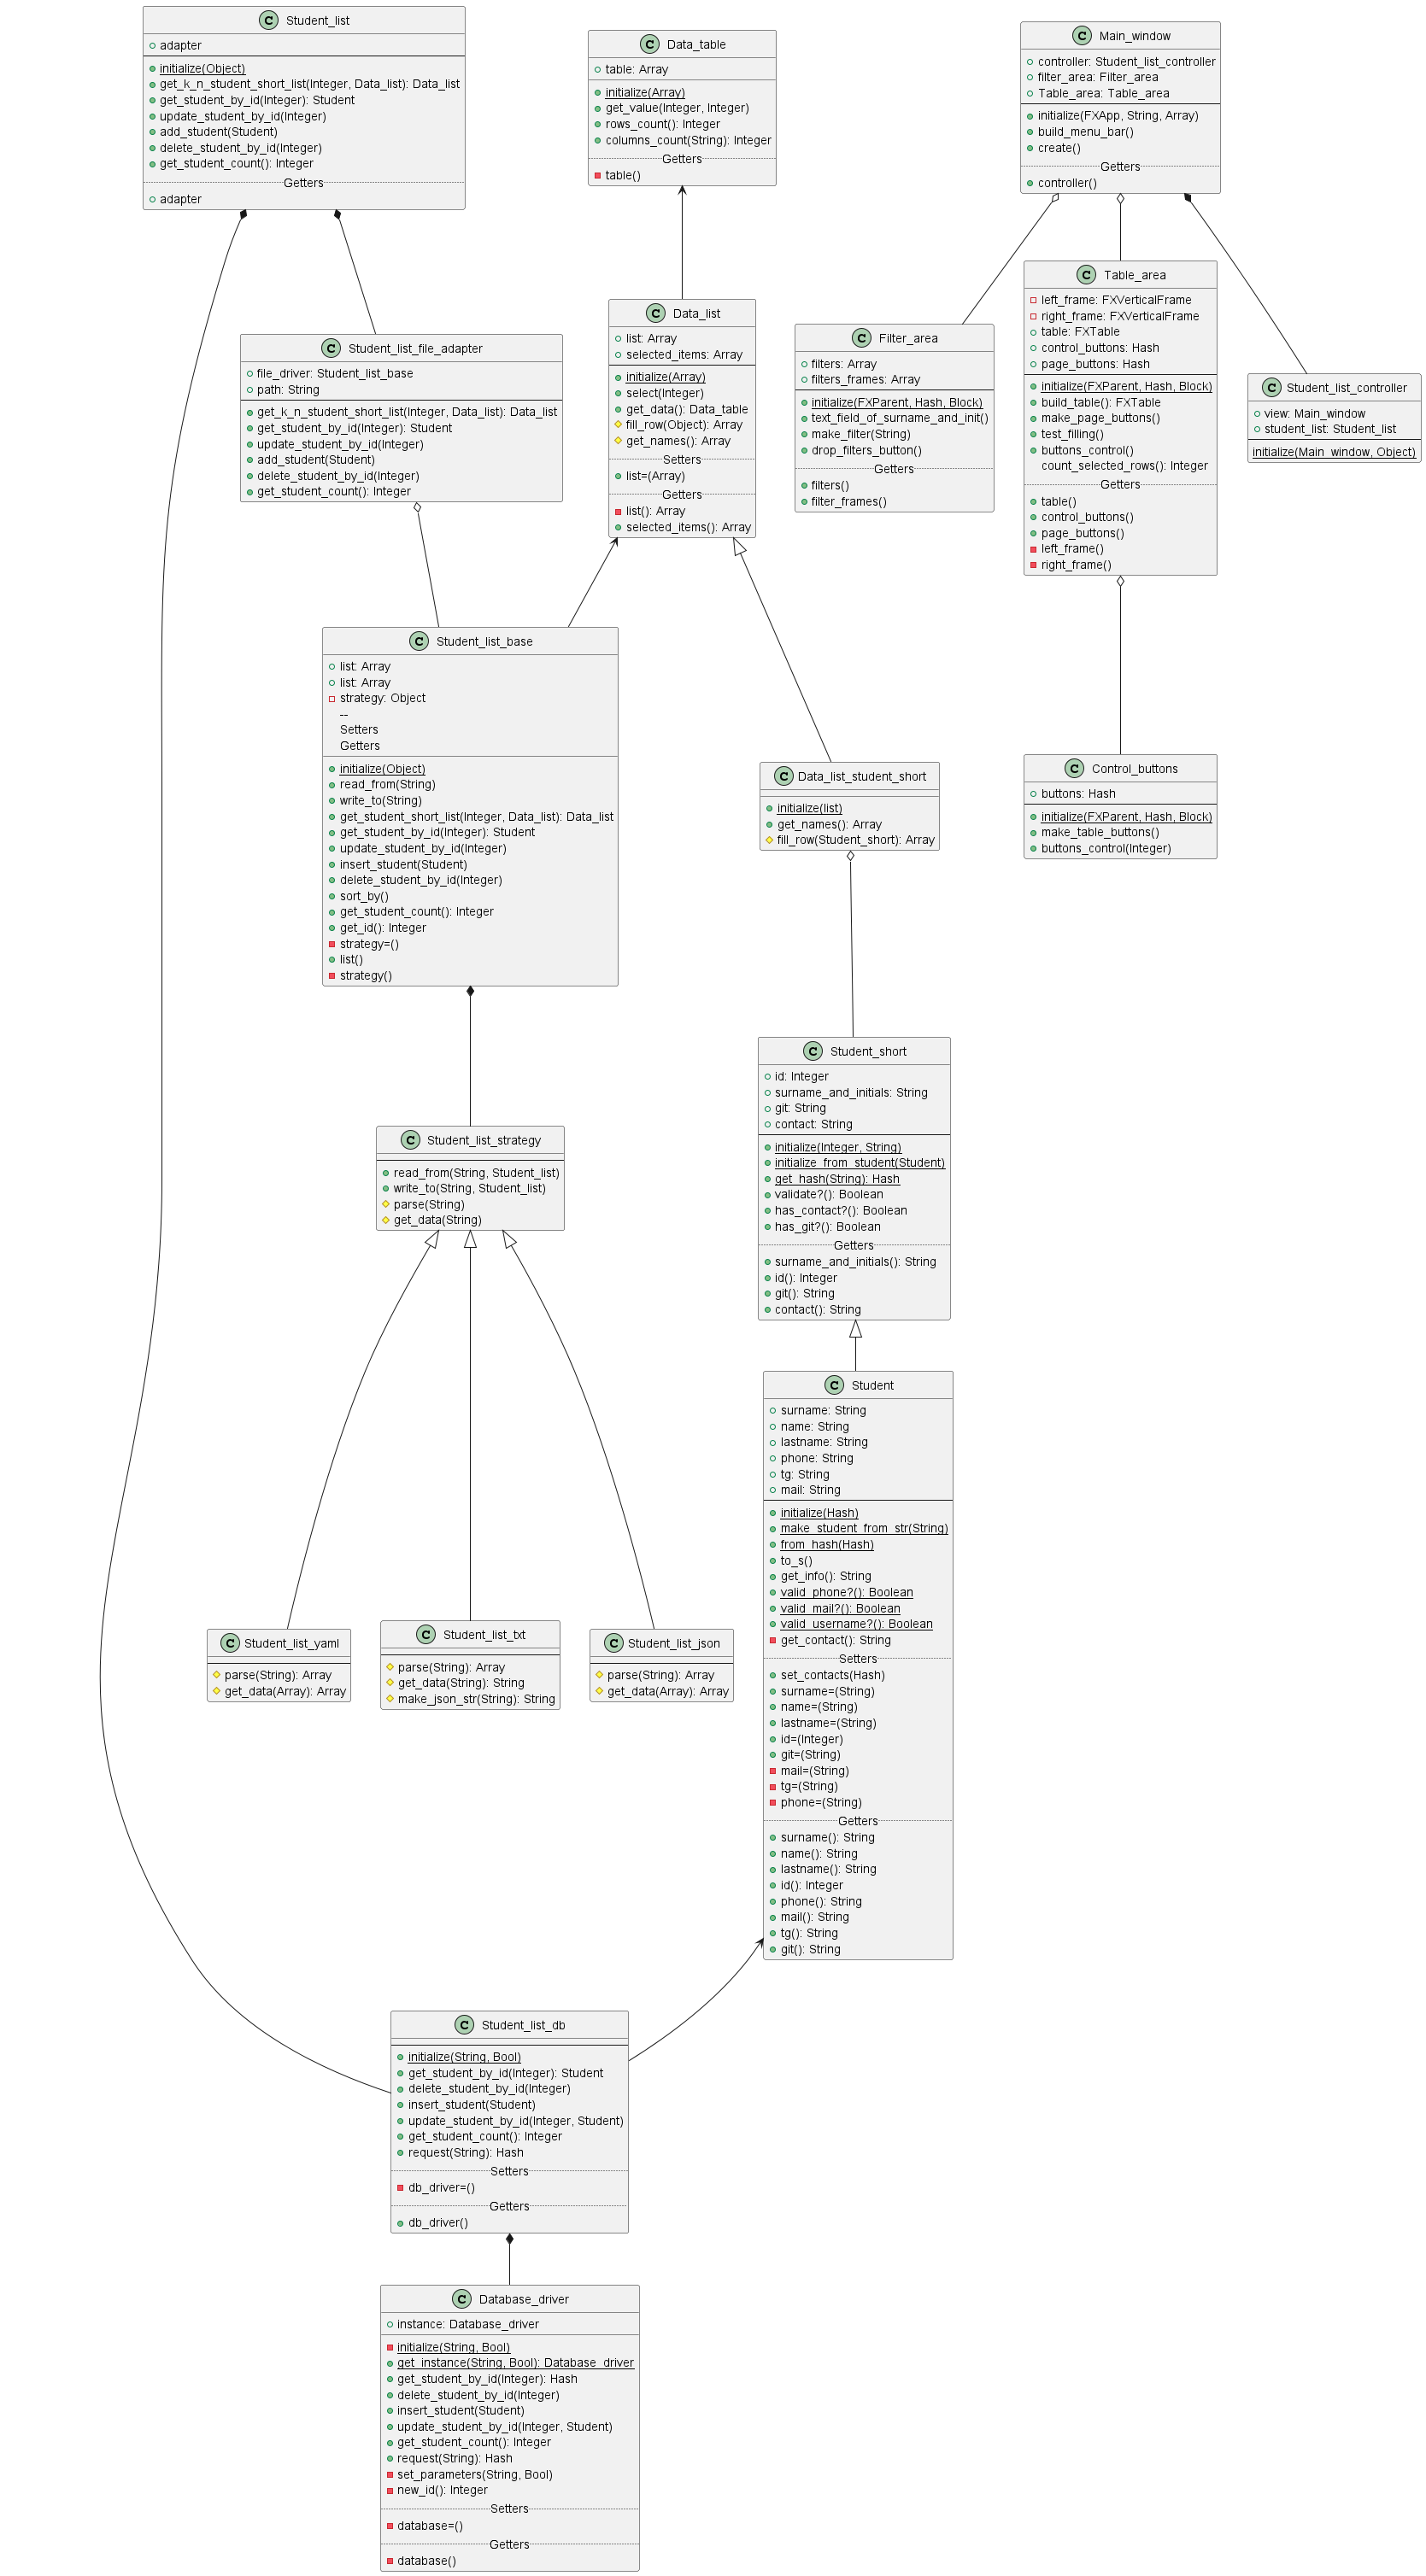 C Student_list
adapter
initialize(Object)
get_k_n_student_short_list(Integer, Data_list): Data_list
get_student_by_id(Integer): Student
update_student_by_id(Integer)
add_student(Student)
delete_student_by_id(Integer)
get_student_count(): Integer
Getters
adapter
C Data_table
table: Array
initialize(Array)
get_value(Integer, Integer)
rows_count(): Integer
columns_count(String): Integer
Getters
table()
C Main_window
controller: Student_list_controller
filter_area: Filter_area
Table_area: Table_area
initialize(FXApp, String, Array)
build_menu_bar()
create()
Getters
controller()
C Student_list_file_adapter
file_driver: Student_list_base
path: String
get_k_n_student_short_list(Integer, Data_list): Data_list
get_student_by_id(Integer): Student
update_student_by_id(Integer)
add_student(Student)
delete_student_by_id(Integer)
get_student_count(): Integer
C Data_list
list: Array
selected_items: Array
initialize(Array)
select(Integer)
get_data(): Data_table
fill_row(Object): Array
get_names(): Array
Setters
list=(Array)
Getters
list(): Array
selected_items(): Array
C Filter_area
filters: Array
filters_frames: Array
initialize(FXParent, Hash, Block)
text_field_of_surname_and_init()
make_filter(String)
drop_filters_button()
Getters
filters()
filter_frames()
C Table_area
left_frame: FXVerticalFrame
right_frame: FXVerticalFrame
table: FXTable
control_buttons: Hash
page_buttons: Hash
initialize(FXParent, Hash, Block)
build_table(): FXTable
make_page_buttons()
test_filling()
buttons_control()
count_selected_rows(): Integer
Getters
table()
control_buttons()
page_buttons()
left_frame()
right_frame()
C Student_list_controller
view: Main_window
student_list: Student_list
initialize(Main_window, Object)
C Student_list_base
list: Array
list: Array
strategy: Object
--
Setters
Getters
initialize(Object)
read_from(String)
write_to(String)
get_student_short_list(Integer, Data_list): Data_list
get_student_by_id(Integer): Student
update_student_by_id(Integer)
insert_student(Student)
delete_student_by_id(Integer)
sort_by()
get_student_count(): Integer
get_id(): Integer
strategy=()
list()
strategy()
C Data_list_student_short
initialize(list)
get_names(): Array
fill_row(Student_short): Array
C Control_buttons
buttons: Hash
initialize(FXParent, Hash, Block)
make_table_buttons()
buttons_control(Integer)
C Student_list_strategy
read_from(String, Student_list)
write_to(String, Student_list)
parse(String)
get_data(String)
C Student_short
id: Integer
surname_and_initials: String
git: String
contact: String
initialize(Integer, String)
initialize_from_student(Student)
get_hash(String): Hash
validate?(): Boolean
has_contact?(): Boolean
has_git?(): Boolean
Getters
surname_and_initials(): String
id(): Integer
git(): String
contact(): String
C Student
surname: String
name: String
lastname: String
phone: String
tg: String
mail: String
initialize(Hash)
make_student_from_str(String)
from_hash(Hash)
to_s()
get_info(): String
valid_phone?(): Boolean
valid_mail?(): Boolean
valid_username?(): Boolean
get_contact(): String
Setters
set_contacts(Hash)
surname=(String)
name=(String)
lastname=(String)
id=(Integer)
git=(String)
mail=(String)
tg=(String)
phone=(String)
Getters
surname(): String
name(): String
lastname(): String
id(): Integer
phone(): String
mail(): String
tg(): String
git(): String
C Student_list_yaml
parse(String): Array
get_data(Array): Array
C Student_list_txt
parse(String): Array
get_data(String): String
make_json_str(String): String
C Student_list_json
parse(String): Array
get_data(Array): Array
C Student_list_db
initialize(String, Bool)
get_student_by_id(Integer): Student
delete_student_by_id(Integer)
insert_student(Student)
update_student_by_id(Integer, Student)
get_student_count(): Integer
request(String): Hash
Setters
db_driver=()
Getters
db_driver()
C Database_driver
instance: Database_driver
initialize(String, Bool)
get_instance(String, Bool): Database_driver
get_student_by_id(Integer): Hash
delete_student_by_id(Integer)
insert_student(Student)
update_student_by_id(Integer, Student)
get_student_count(): Integer
request(String): Hash
set_parameters(String, Bool)
new_id(): Integer
Setters
database=()
Getters
database()